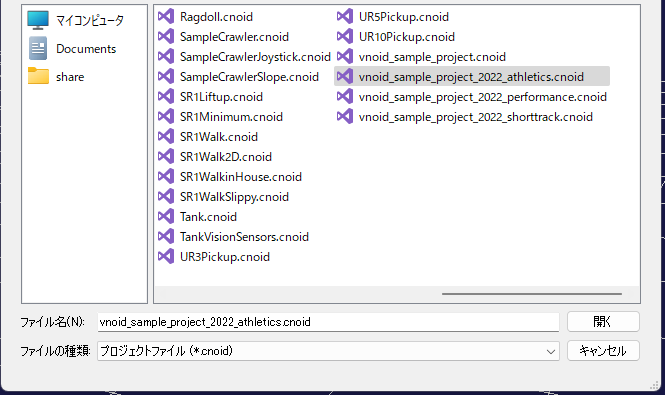 マイコンピュータ
Documents
share
Ragdoll.cnoid
SampleCrawler.cnoid
SampleCrawlerJoystick.cnoid
SampleCrawlerSlope.cnoid
SR1Liftup.cnoid
SR1Minimum.cnoid
SR1Walk.cnoid
SR1Walk2D.cnoid
SR1WalkinHouse.cnoid
SR1WalkSlippy.cnoid
Tank.cnoid
TankVisionSensors.cnoid
UR3Pickup.cnoid
UR5Pickup.cnoid
UR10Pickup.cnoid
vnoid_sample_project.cnoid
vnoid_sample_project_2022_athletics.cnoid
vnoid_sample_project_2022_performance.cnoid
vnoid_sample_project_2022_shorttrack.cnoid
ファイル名(N): vnoid_sample_project_2022_athletics.cnoid 開く
ファイルの種類: プロジェクトファイル (*.cnoid) キャンセル